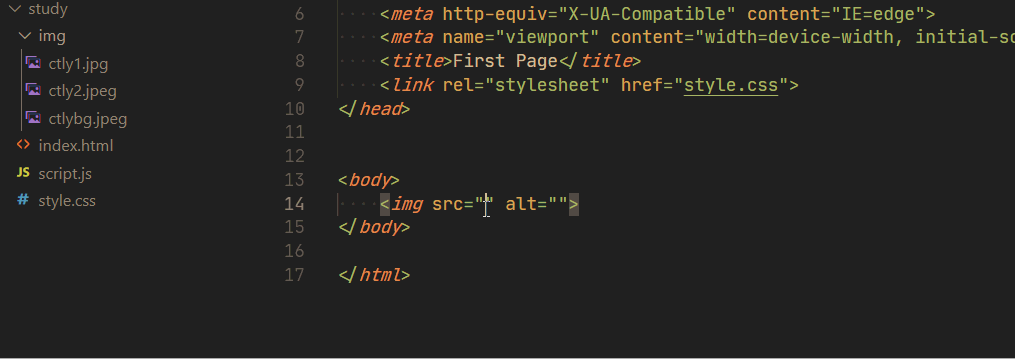 study
img
ctly1.jpg
ctly2.jpeg
ctlybg.jpeg
index.html
JS script.js
# style.css
6 <meta http-equiv="X-UA-Compatible" content="IE=edge">
7 <meta name="viewport" content="width=device-width, initial-sc
8 <title>First Page</title>
9 <link rel="stylesheet" href="style.css">
10 </head>
11
12
13 <body>
14 <img src="" alt="">
15 </body>
16
17 </html>